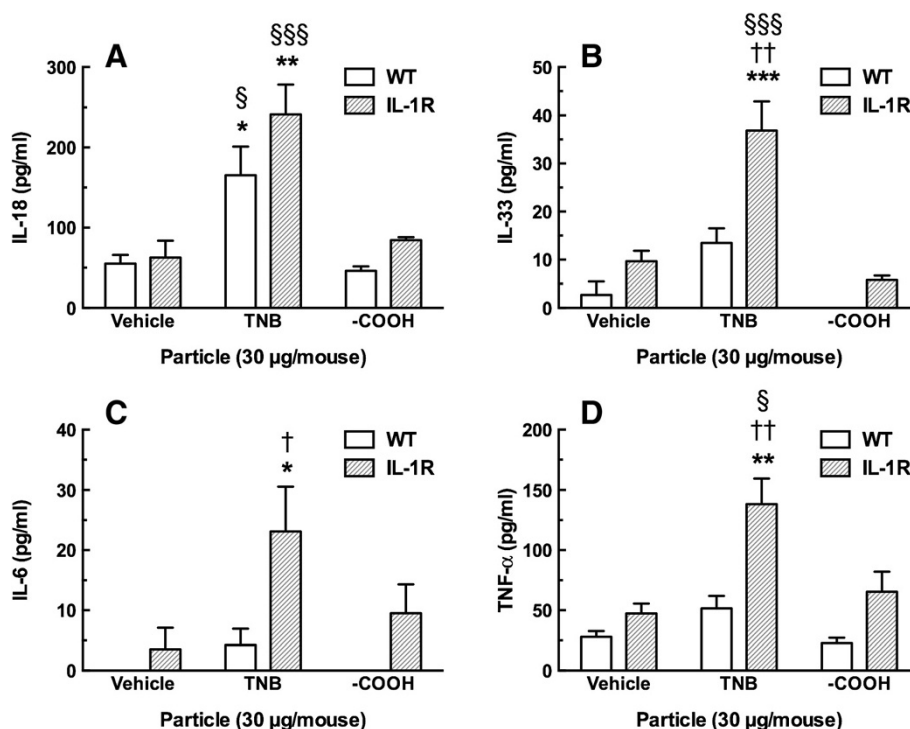 A
§
*
§§§
**
WT
IL-1R
IL-18 (pg/ml)
300
200
100
0
Vehicle TNB -COOH
Particle (30 µg/mouse)
B
§§§
††
***
WT
IL-1R
IL-33 (pg/ml)
50
40
30
20
10
0
Vehicle TNB -COOH
Particle (30 µg/mouse)
C
†
*
WT
IL-1R
IL-6 (pg/ml)
40
30
20
10
0
Vehicle TNB -COOH
Particle (30 µg/mouse)
D
§
††
**
WT
IL-1R
TNF-α (pg/ml)
200
150
100
50
0
Vehicle TNB -COOH
Particle (30 µg/mouse)